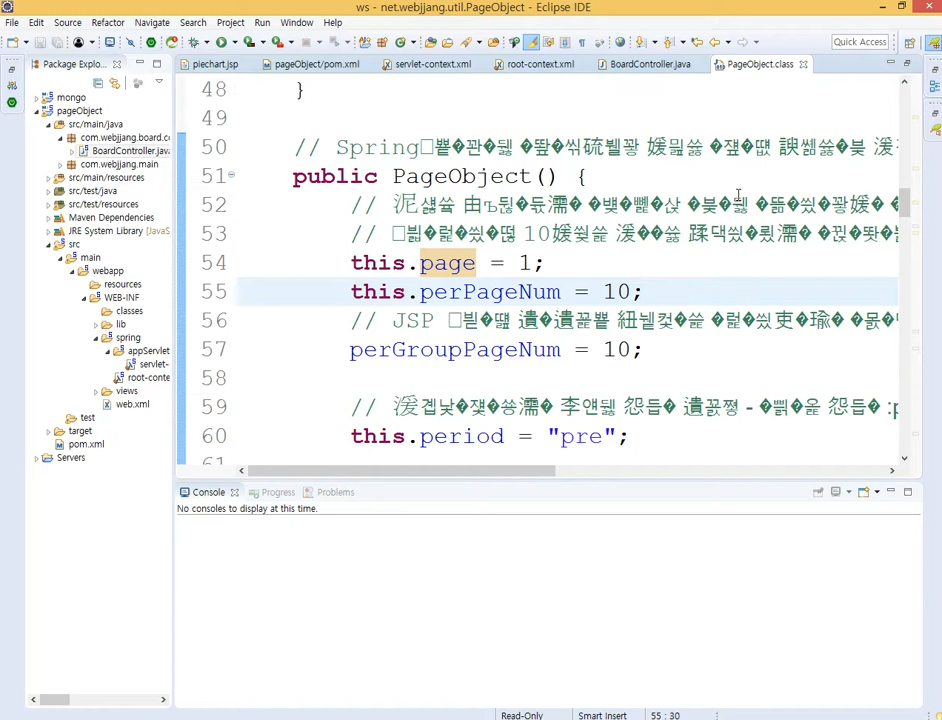 ws - net.webjjang.util.PageObject - Eclipse IDE
File Edit Source Refactor Navigate Search Project Run Window Help
Quick Access
Package Explo...
piechart.jsp pageObject/pom.xml servlet-context.xml root-context.xml BoardController.java PageObject.class
mongo
pageObject
src/main/java
com.webjjang.board.c
BoardController.java
com.webjjang.main
src/main/resources
src/test/java
src/test/resources
Maven Dependencies
JRE System Library
src
main
webapp
resources
WEB-INF
classes
lib
spring
appServlet
servlet-
root-conte
views
web.xml
test
target
pom.xml
Servers
48 }
49
50 // Spring
51 public PageObject() {
52 //
53 // 10
54 this.page = 1;
55 this.perPageNum = 10;
56 // JSP
57 perGroupPageNum = 10;
58
59 // - :p
60 this.period = "pre";
61
Console Progress Problems
No consoles to display at this time.
Read-Only Smart Insert 55 : 30